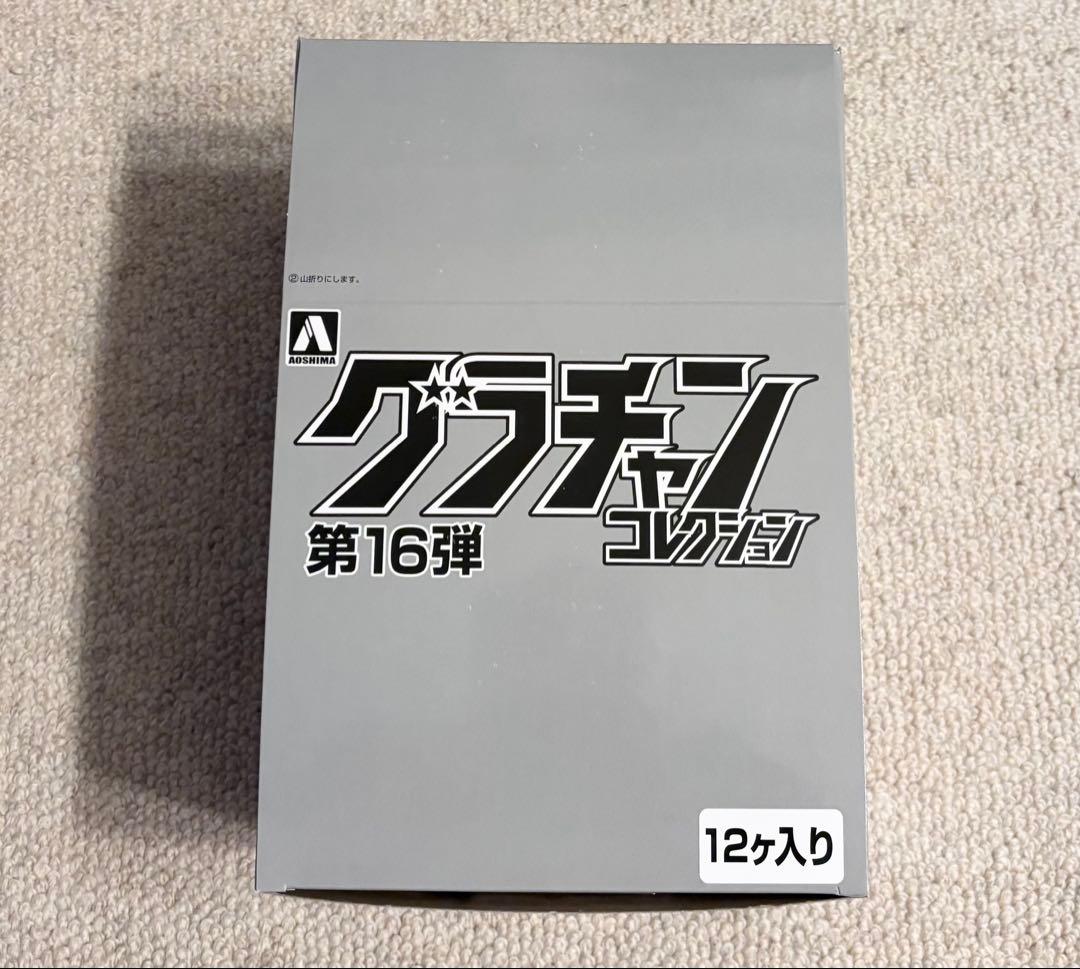 ②山折りにします。
AOSHIMA
グラチャン
コレクション
第16弾
12ヶ入り